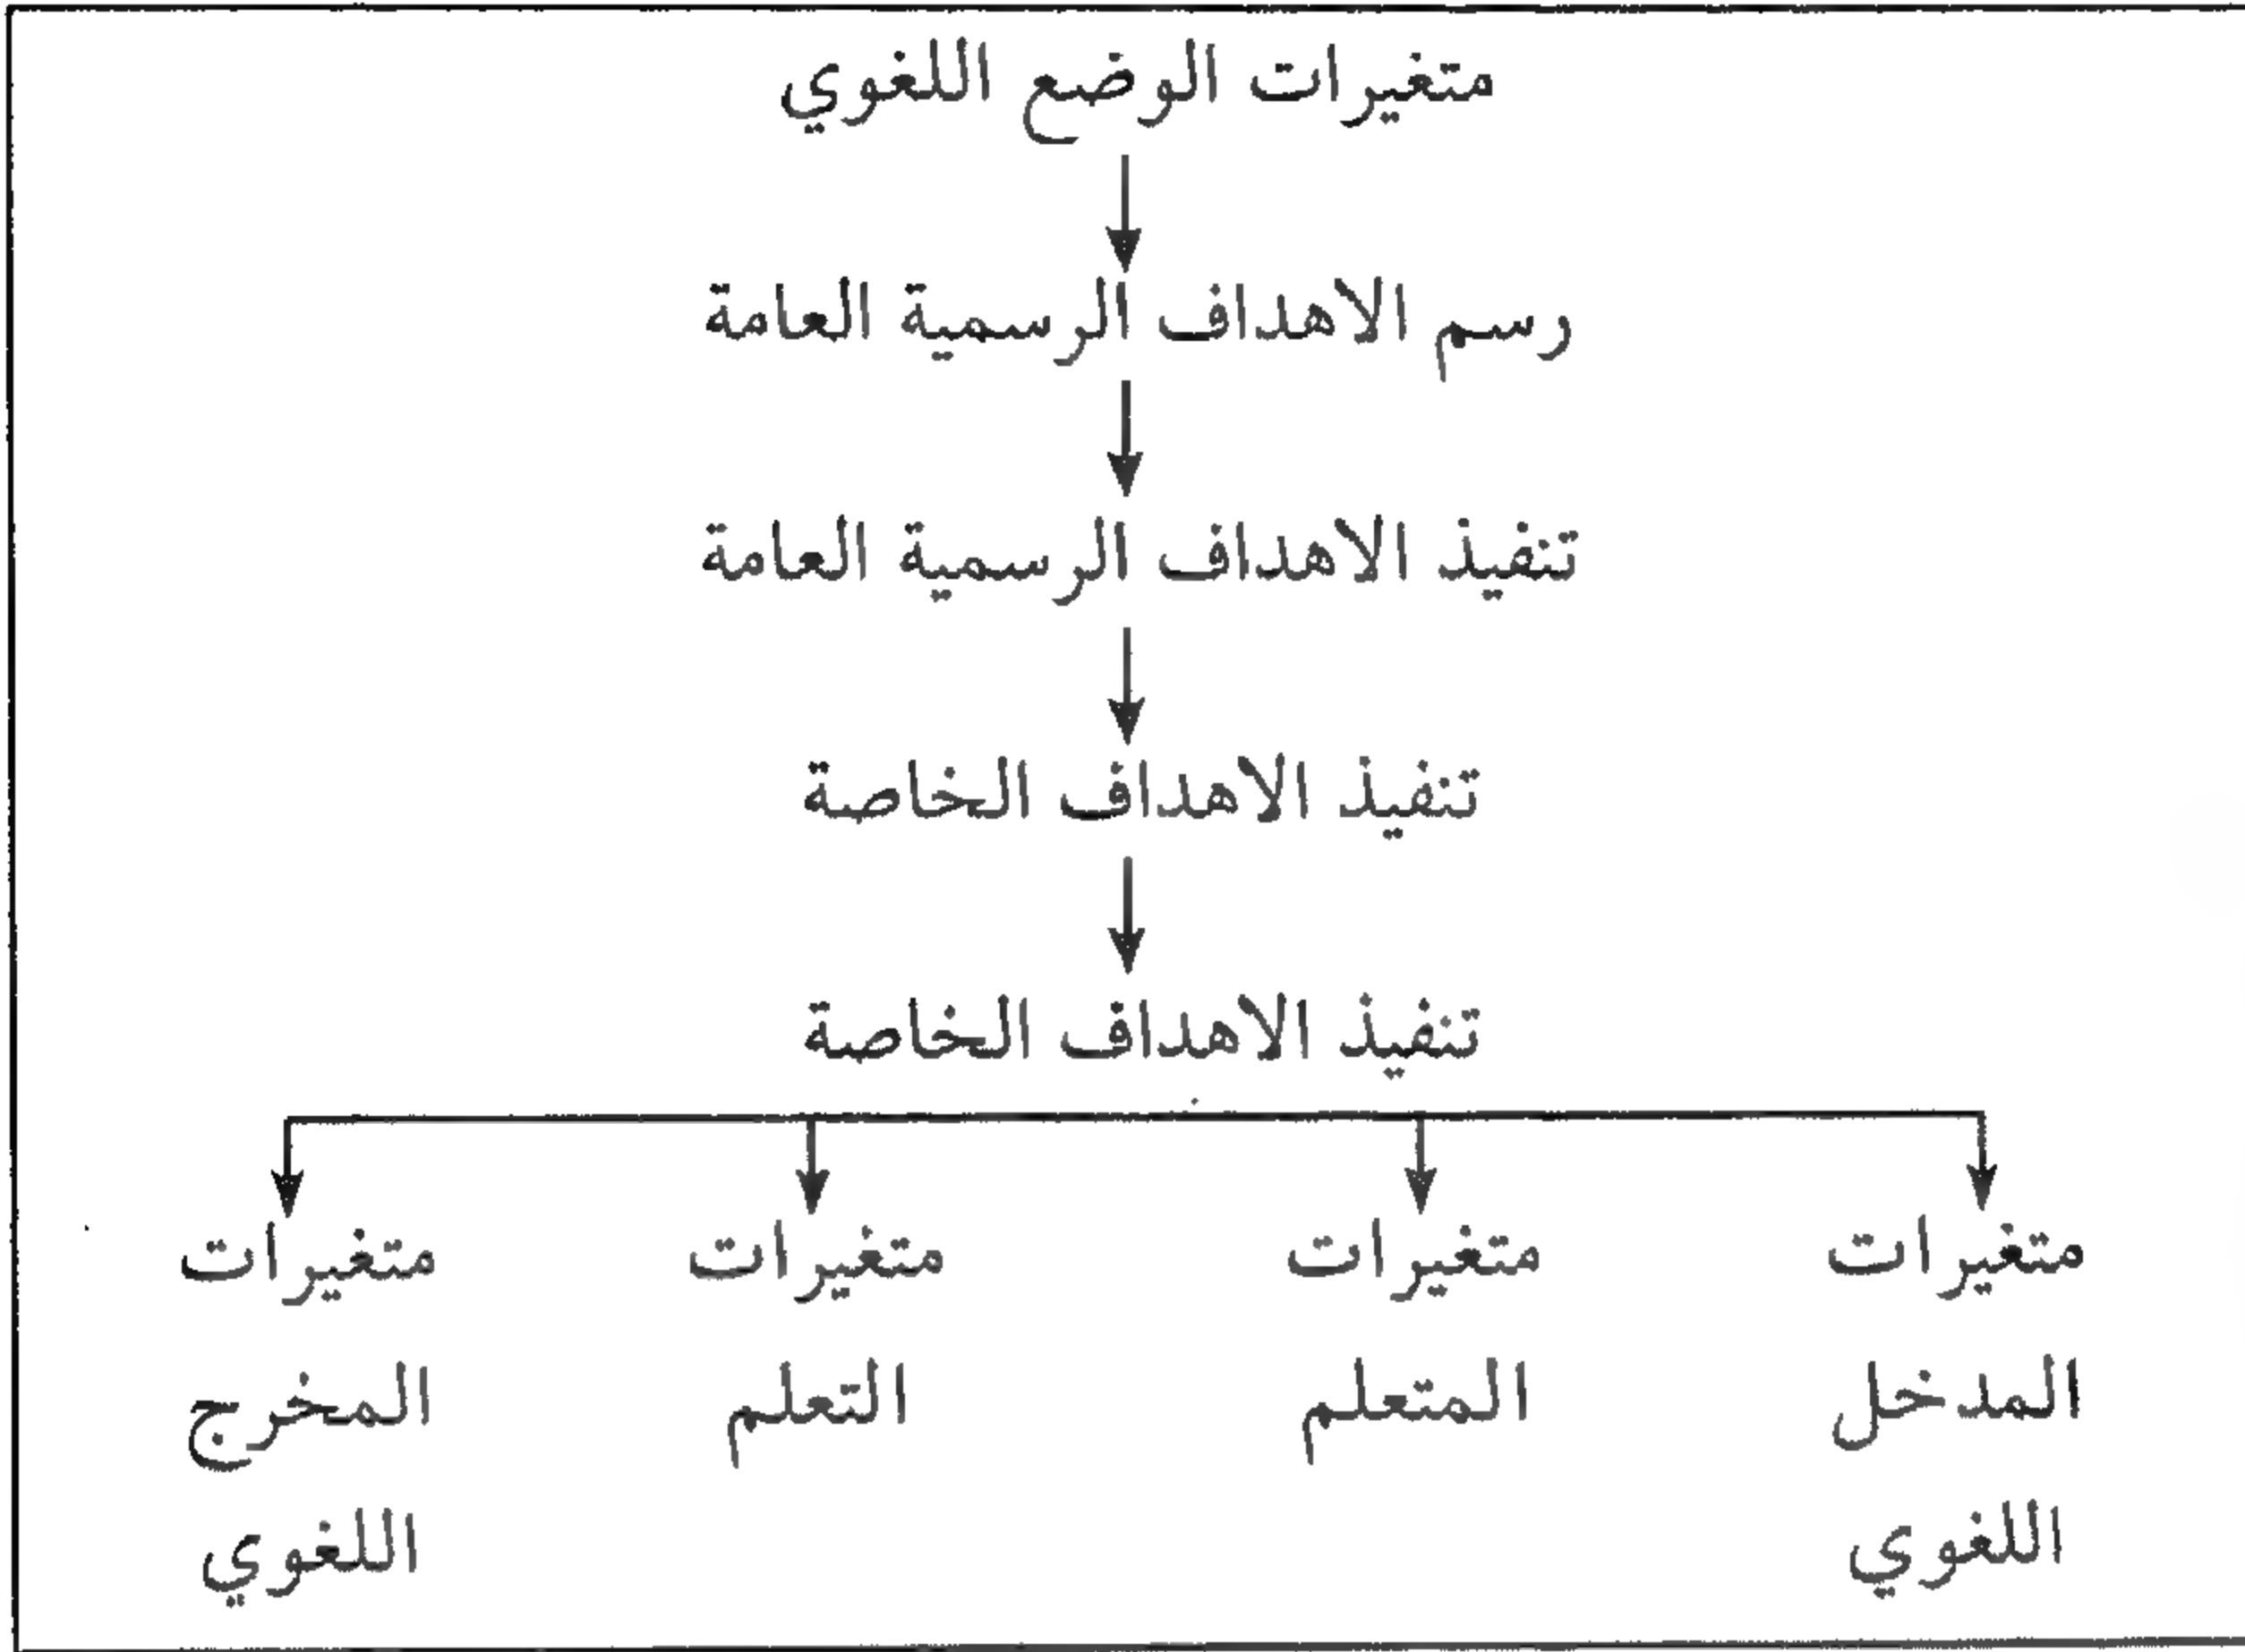 متغيرات الوضع اللغوي
رسم الاهداف الرسمية العامة
تنفيذ الاهداف الرسمية العامة
تنفيذ الاهداف الخاصة
تنفيذ الاهداف الخاصة
متغيرات متغيرات متغيرات متغيرات
المدخل المتعلم التعلم المخرج
اللغوي اللغوي